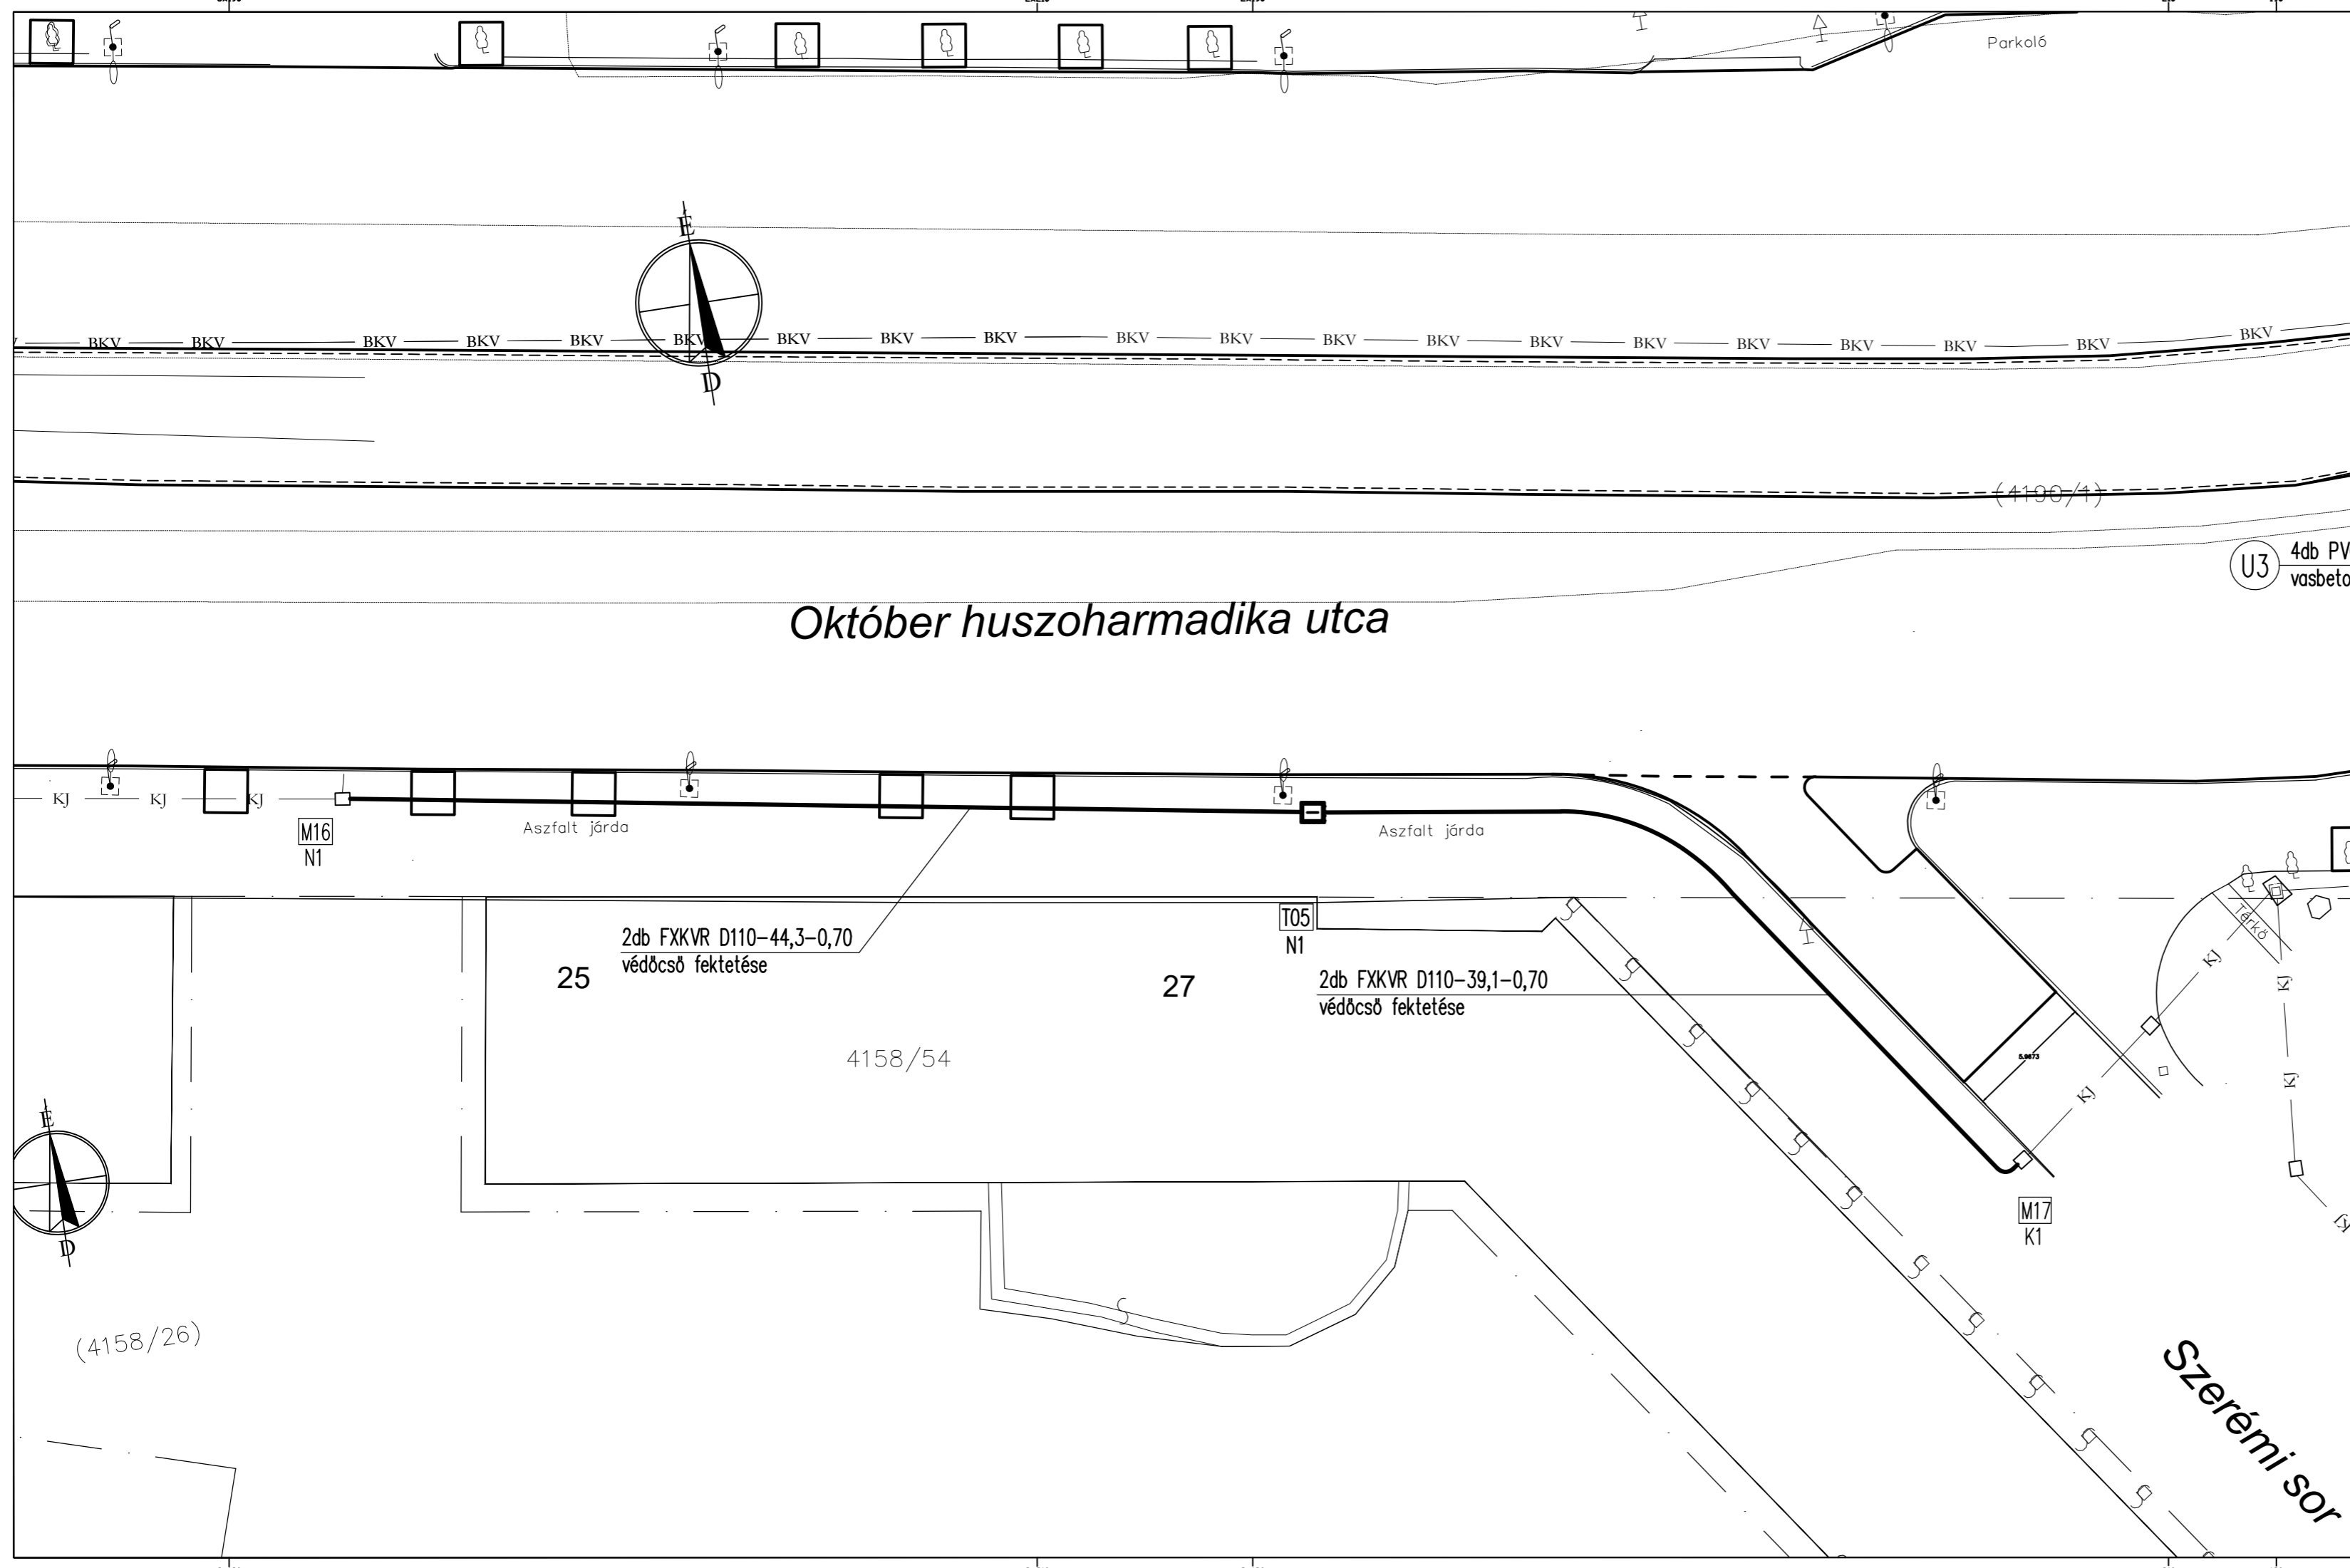 Parkoló
É
D
BKV BKV BKV BKV BKV BKV BKV BKV BKV BKV BKV BKV BKV BKV BKV BKV BKV BKV BKV BKV
(4190/1)
U3
4db PV
vasbeto
Október huszoharmadika utca
KJ KJ KJ
M16
N1
Aszfalt járda
Aszfalt járda
T05
N1
2db FXKVR D110-44,3-0,70
védőcső fektetése
25
27
2db FXKVR D110-39,1-0,70
védőcső fektetése
4158/54
Térkő
KJ
KJ
KJ
KJ
KJ
5.9673
É
D
M17
K1
(4158/26)
Szerémi sor